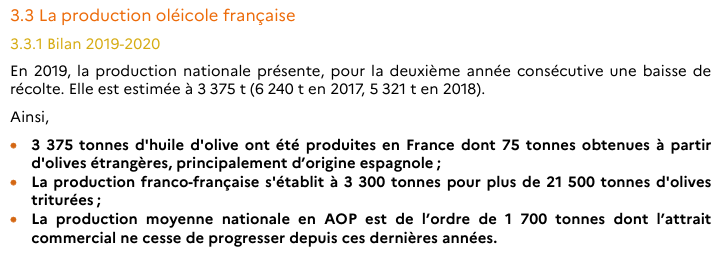 3.3 La production oléicole française
3.3.1 Bilan 2019-2020
En 2019, la production nationale présente, pour la deuxième année consécutive une baisse de
récolte. Elle est estimée à 3 375 t (6 240 t en 2017, 5 321 t en 2018).
Ainsi,
• 3 375 tonnes d'huile d'olive ont été produites en France dont 75 tonnes obtenues à partir
d'olives étrangères, principalement d’origine espagnole ;
• La production franco-française s'établit à 3 300 tonnes pour plus de 21 500 tonnes d'olives
triturées ;
• La production moyenne nationale en AOP est de l’ordre de 1 700 tonnes dont l’attrait
commercial ne cesse de progresser depuis ces dernières années.